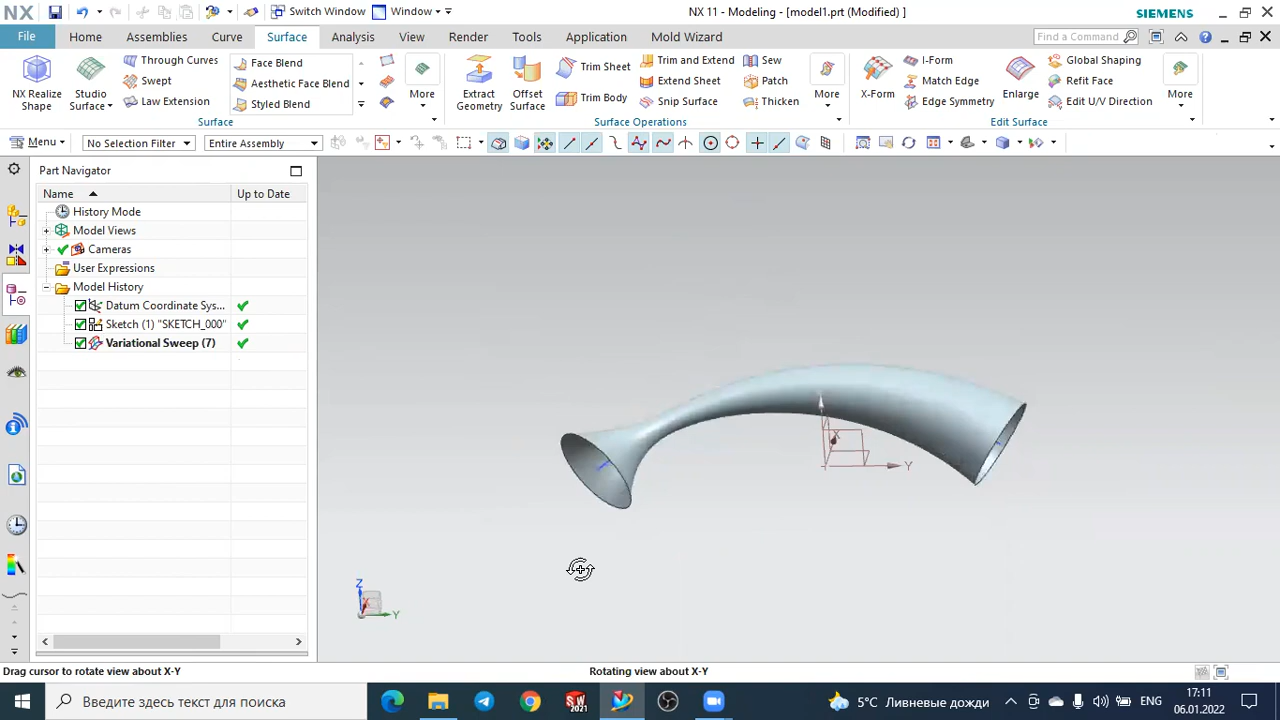 NX Switch Window Window NX 11 - Modeling - [model1.prt (Modified) ] SIEMENS
File Home Assemblies Curve Surface Analysis View Render Tools Application Mold Wizard Find a Command
Through Curves Face Blend Trim Sheet Trim and Extend Sew I-Form Global Shaping
NX Realize Shape Studio Surface Swept Aesthetic Face Blend More Extract Geometry Offset Surface Extend Sheet Patch More X-Form Match Edge Enlarge Refit Face More
Law Extension Styled Blend Trim Body Snip Surface Thicken Edge Symmetry Edit U/V Direction
Surface Surface Operations Edit Surface
Menu No Selection Filter Entire Assembly
Part Navigator
Name Up to Date
History Mode
Model Views
Cameras
User Expressions
Model History
Datum Coordinate Sys...
Sketch (1) "SKETCH_000"
Variational Sweep (7)
X
Y
Z
X
Y
Drag cursor to rotate view about X-Y Rotating view about X-Y
Введите здесь текст для поиска SW 2021 5°C Ливневые дожди ENG 17:11
06.01.2022